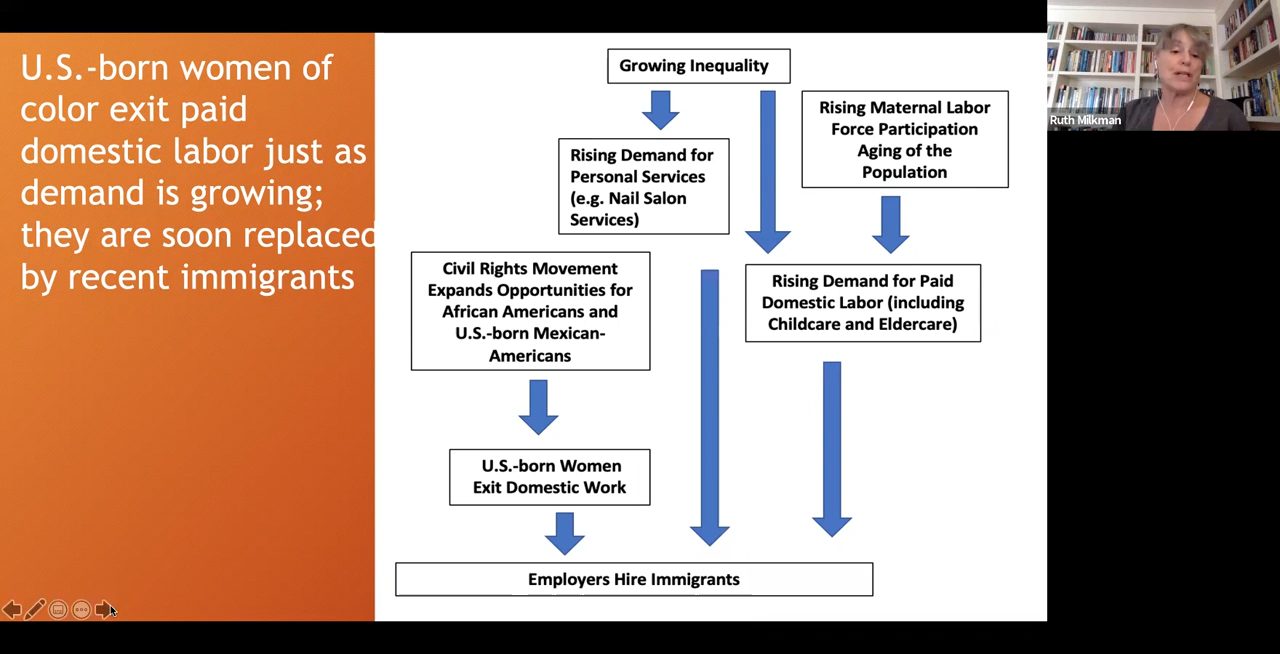 U.S.-born women of
color exit paid
domestic labor just as
demand is growing;
they are soon replaced
by recent immigrants
Growing Inequality
Rising Demand for
Personal Services
(e.g. Nail Salon
Services)
Rising Maternal Labor
Force Participation
Aging of the
Population
Civil Rights Movement
Expands Opportunities for
African Americans and
U.S.-born Mexican-
Americans
Rising Demand for Paid
Domestic Labor (including
Childcare and Eldercare)
U.S.-born Women
Exit Domestic Work
Employers Hire Immigrants
Ruth Milkman